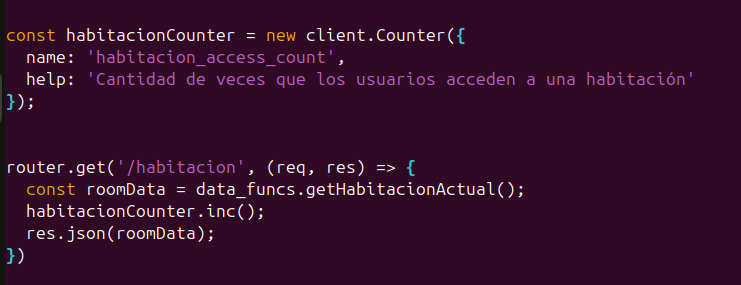 const habitacionCounter = new client.Counter({
  name: 'habitacion_access_count',
  help: 'Cantidad de veces que los usuarios acceden a una habitación'
});
router.get('/habitacion', (req, res) => {
  const roomData = data_funcs.getHabitacionActual();
  habitacionCounter.inc();
  res.json(roomData);
})